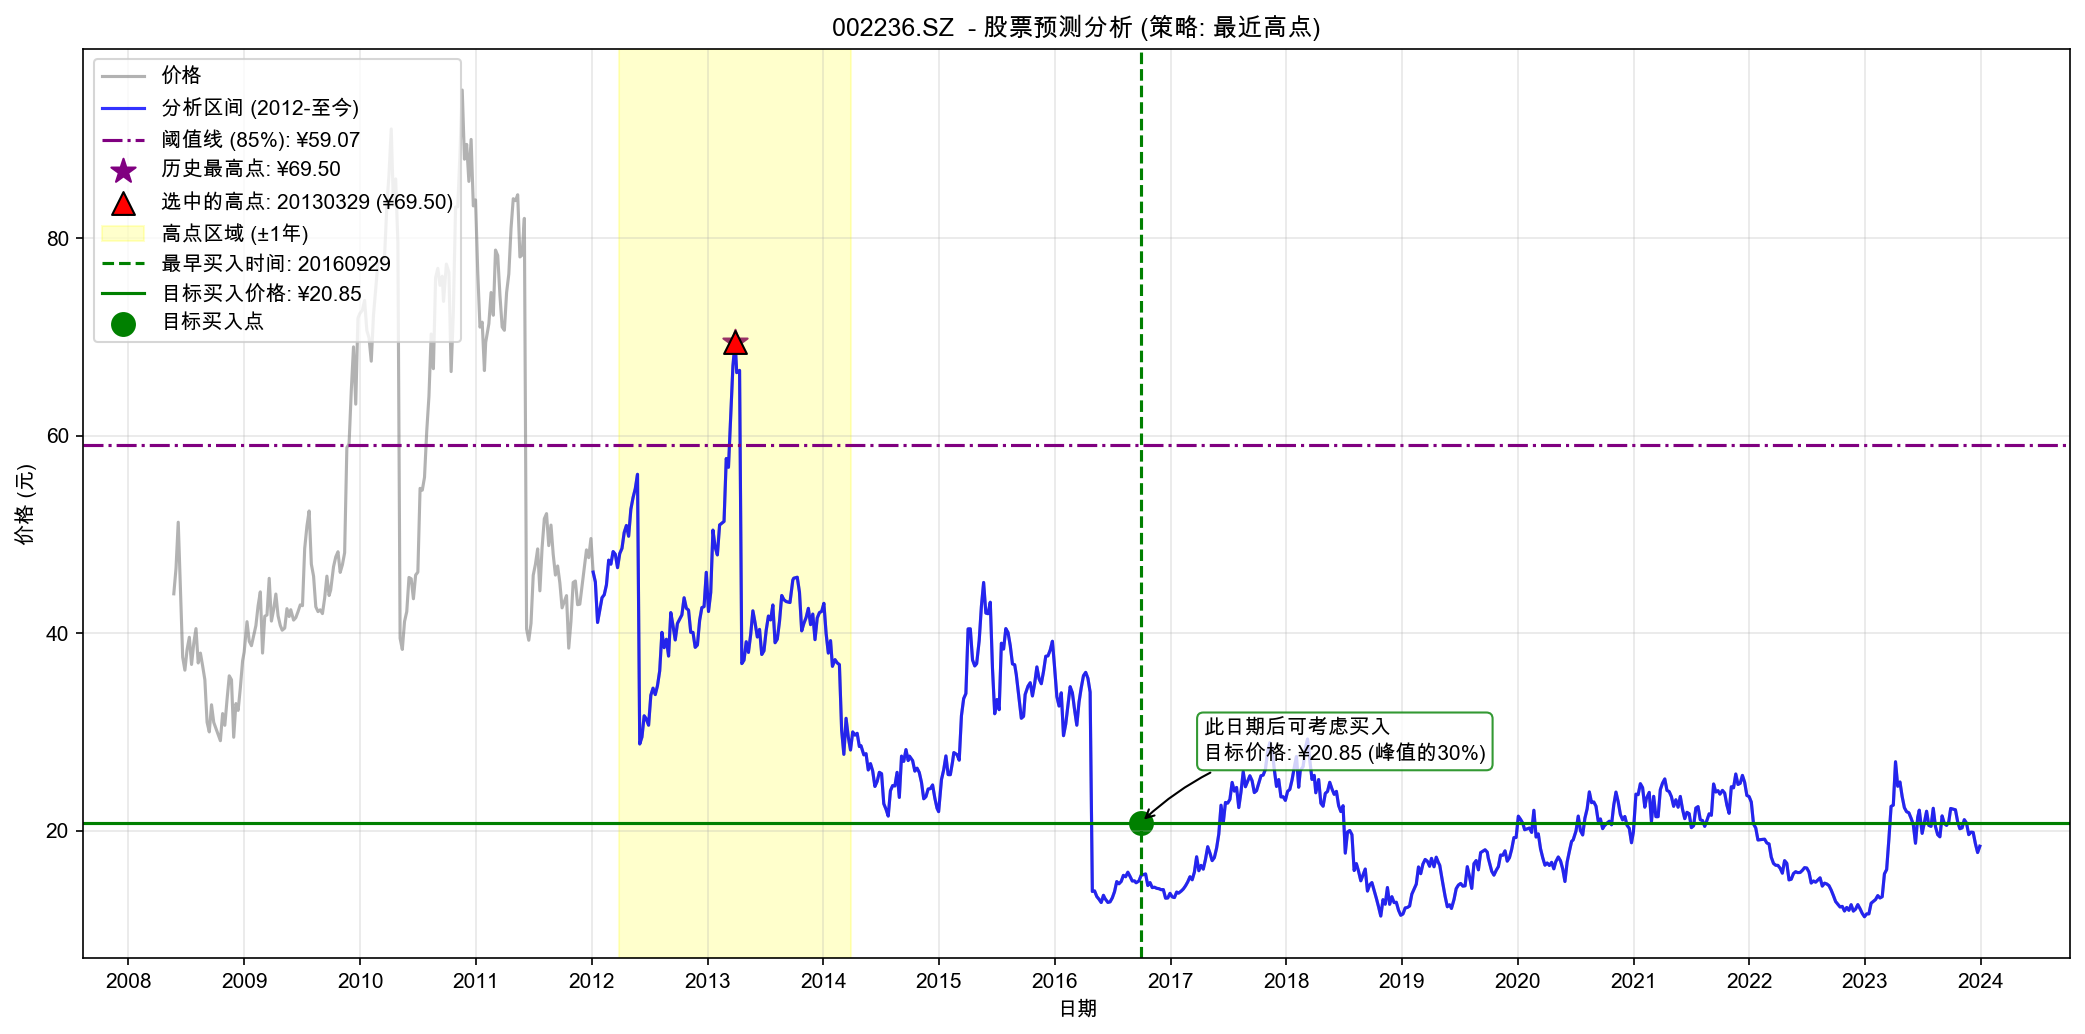 002236.SZ  - 股票预测分析 (策略: 最近高点)
价格
分析区间 (2012-至今)
阈值线 (85%): ¥59.07
历史最高点: ¥69.50
选中的高点: 20130329 (¥69.50)
高点区域 (±1年)
最早买入时间: 20160929
目标买入价格: ¥20.85
目标买入点
价格 (元)
80
60
40
20
此日期后可考虑买入
目标价格: ¥20.85 (峰值的30%)
2008 2009 2010 2011 2012 2013 2014 2015 2016 2017 2018 2019 2020 2021 2022 2023 2024
日期